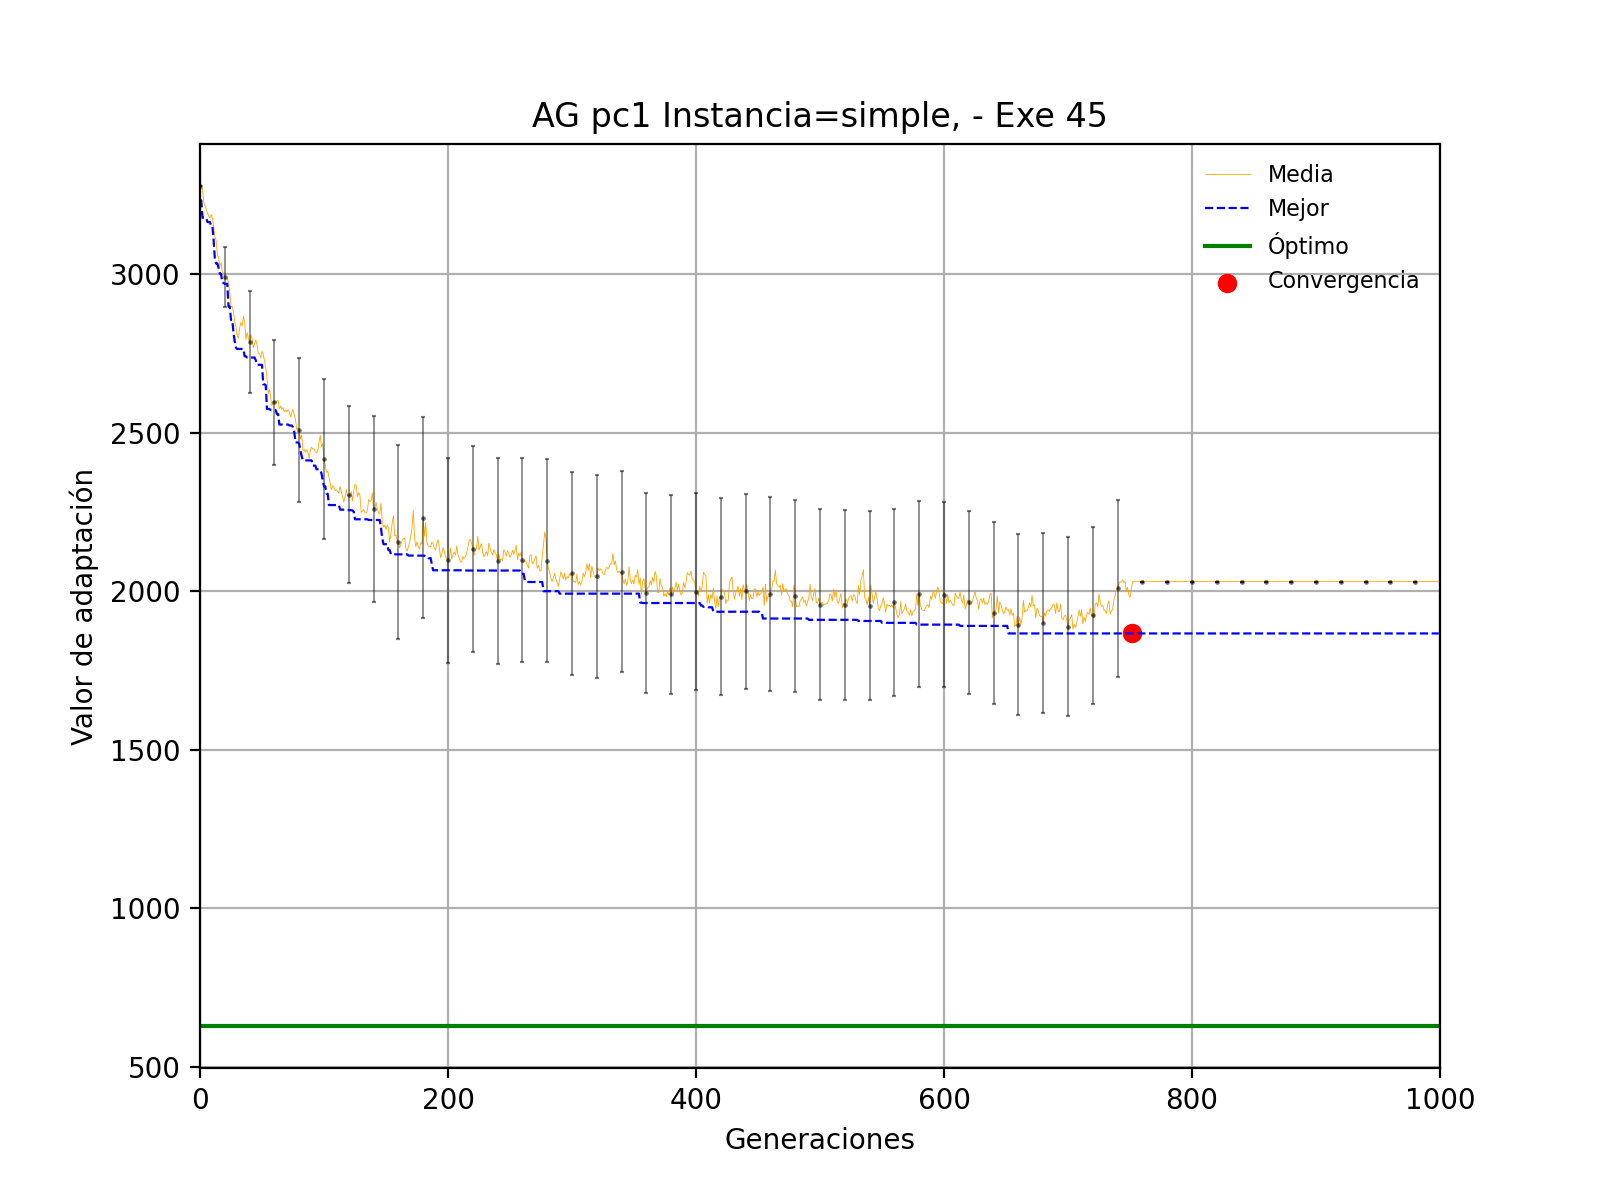 AG pc1 Instancia=simple, - Exe 45
Media
Mejor
Óptimo
Convergencia
Valor de adaptación
3000
2500
2000
1500
1000
500
0 200 400 600 800 1000
Generaciones